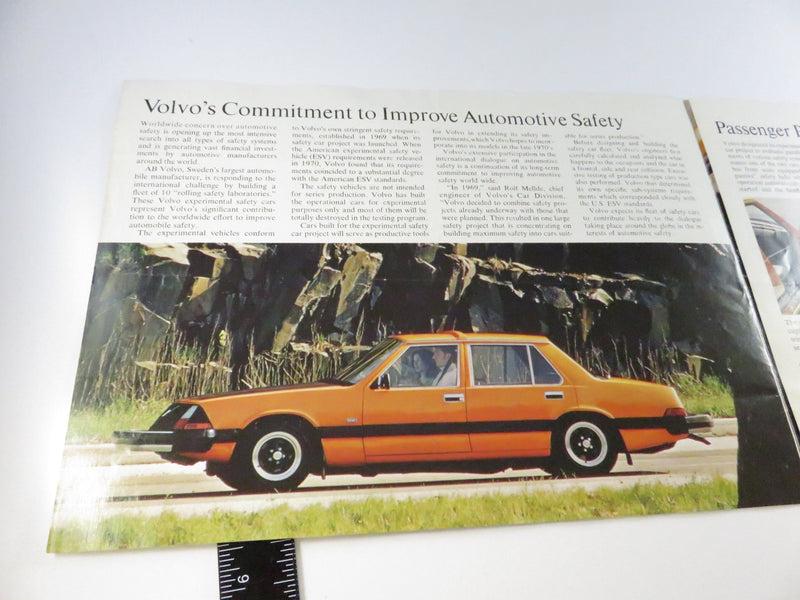 Volvo's Commitment to Improve Automotive Safety
Worldwide concern over automotive
safety is opening up the most intensive
search into all types of safety systems
and is generating vast financial invest-
ments by automotive manufacturers
around the world.
AB Volvo, Sweden's largest automo-
bile manufacturer, is responding to the
international challenge by building a
fleet of 10 "rolling safety laboratories."
These Volvo experimental safety cars
represent Volvo's significant contribu-
tion to the worldwide effort to improve
automobile safety.
The experimental vehicles conform
to Volvo's own stringent safety require-
ments, established in 1969 when its
safety car project was launched. When
the American experimental safety ve-
hicle (ESV) requirements were released
in 1970, Volvo found that its require-
ments coincided to a substantial degree
with the American ESV standards.
The safety vehicles are not intended
for series production. Volvo has built
the operational cars for experimental
purposes only and most of them will be
totally destroyed in the testing program.
Cars built for the experimental safety
car project will serve as productive tools
for Volvo in extending its safety im-
provements, which Volvo hopes to incor-
porate into its models in the late 1970's.
Volvo's extensive participation in the
international dialogue on automotive
safety is a continuation of its long-term
commitment to improving automotive
safety world wide.
"In 1969," said Rolf Mellde, chief
engineer of Volvo's Car Division,
"Volvo decided to combine safety pro-
jects already underway with those that
were planned. This resulted in one large
safety project that is concentrating on
building maximum safety into cars suit-
able for series production."
Before designing and building the
safety car fleet, Volvo's engineers first
carefully calculated and analyzed what
happens to the occupants and the car in
a frontal, side and rear collision. Exten-
sive testing of production type cars was
also performed. Volvo thus determined
its own specific sub-systems require-
ments which corresponded closely with
the U.S. ESV standards.
Volvo expects its fleet of safety cars
to contribute heavily to the dialogue
taking place around the globe in the in-
terests of automotive safety.
Passenger
9